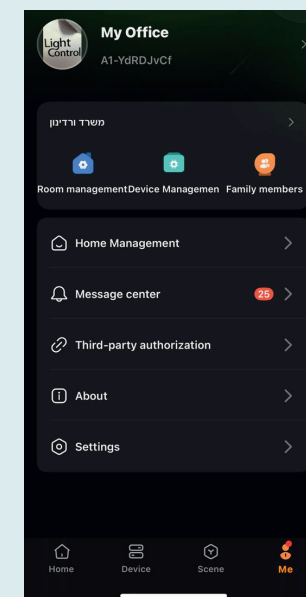 Light
Control
My Office
A1-YdRDJvCf
משרד ורדינון
Room management
Device Managemen
Family members
Home Management
Message center
25
Third-party authorization
About
Settings
Home
Device
Scene
Me